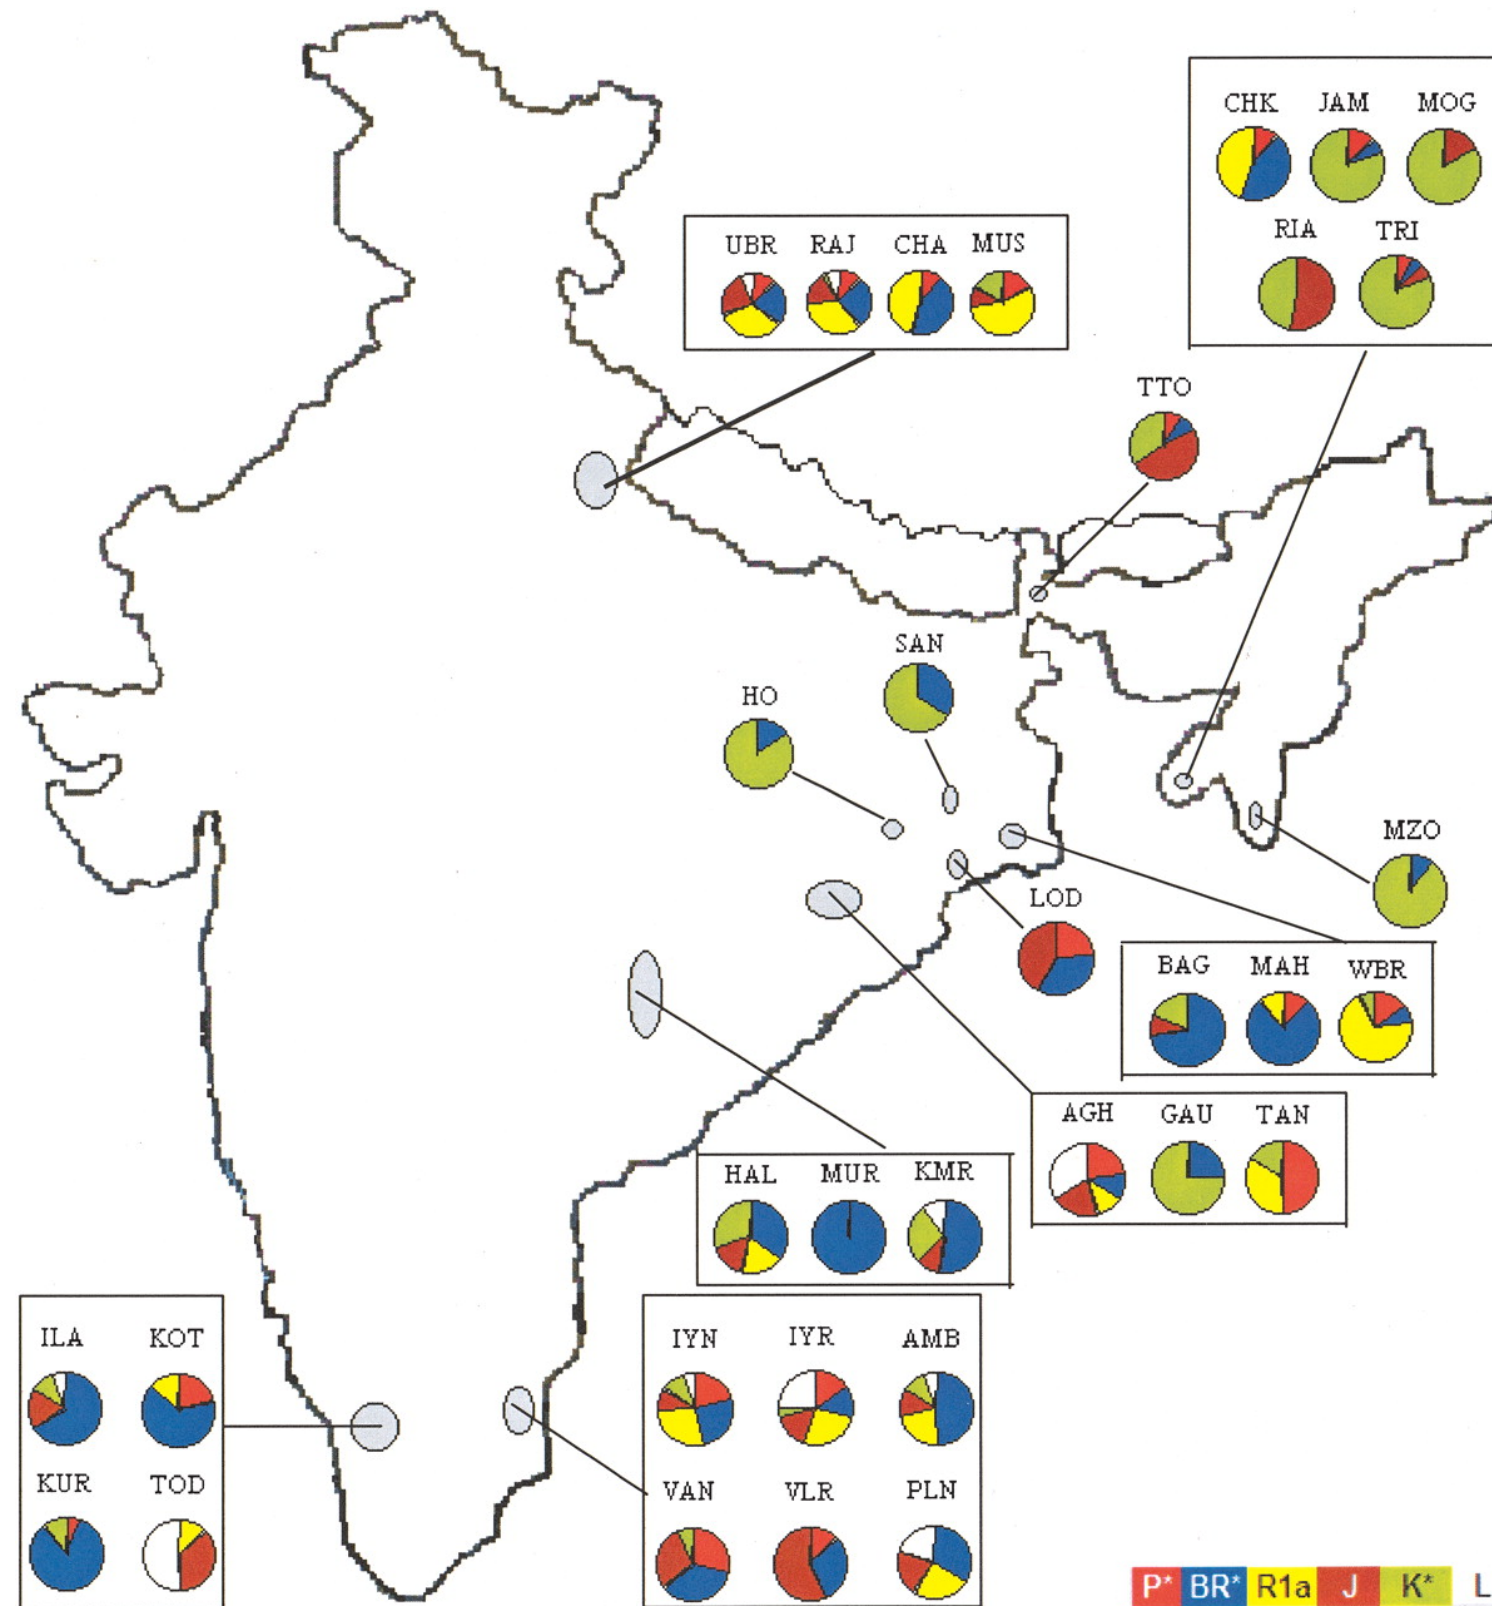 CHK JAM MOG
RIA TRI
UBR RAJ CHA MUS
TTO
SAN
HO
MZO
LOD
BAG MAH WBR
AGH GAU TAN
HAL MUR KMR
ILA KOT
KUR TOD
IYN IYR AMB
VAN VLR PLN
P* BR* R1a J K* L